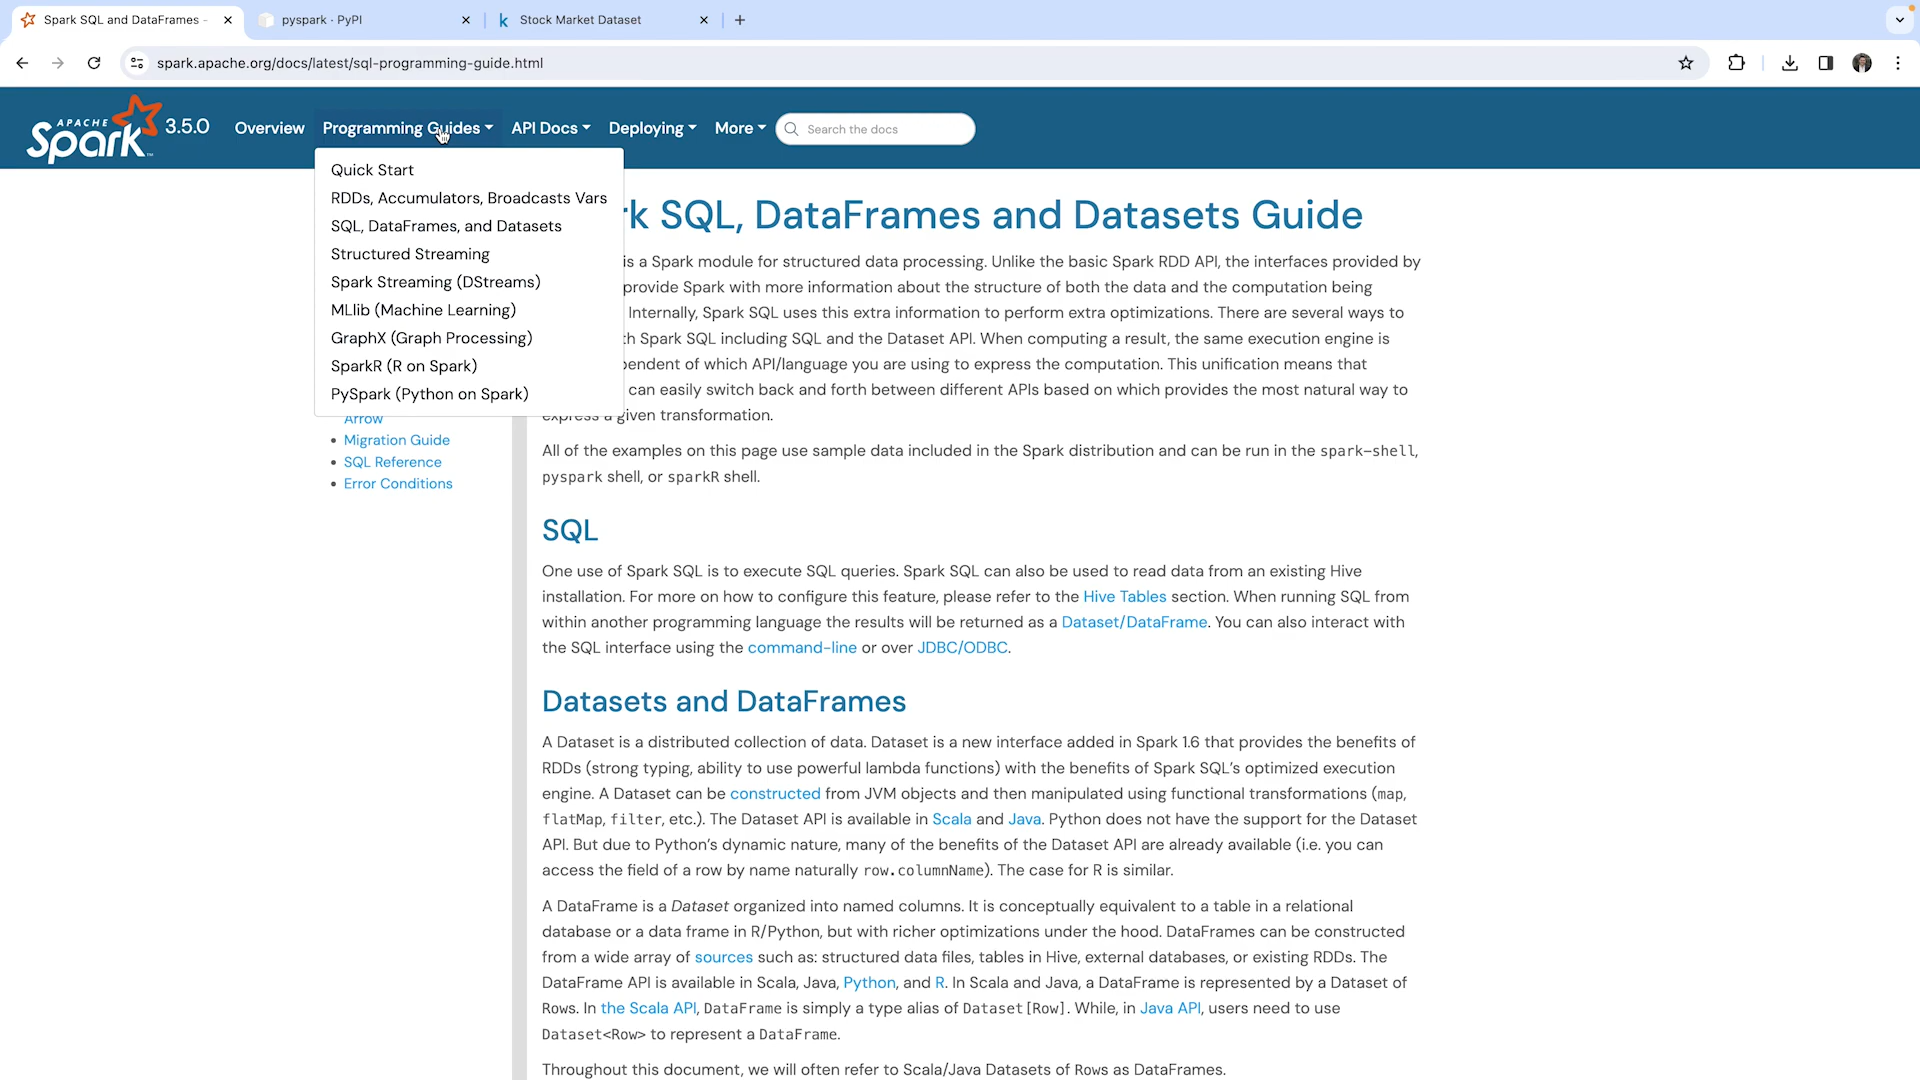 Spark SQL and DataFrames -
pyspark · PyPI
Stock Market Dataset
spark.apache.org/docs/latest/sql-programming-guide.html
APACHE Spark™ 3.5.0 Overview Programming Guides API Docs Deploying More Search the docs
Quick Start
RDDs, Accumulators, Broadcasts Vars
SQL, DataFrames, and Datasets
Structured Streaming
Spark Streaming (DStreams)
MLlib (Machine Learning)
GraphX (Graph Processing)
SparkR (R on Spark)
PySpark (Python on Spark)
Arrow
Migration Guide
SQL Reference
Error Conditions
rk SQL, DataFrames and Datasets Guide
is a Spark module for structured data processing. Unlike the basic Spark RDD API, the interfaces provided by
provide Spark with more information about the structure of both the data and the computation being
Internally, Spark SQL uses this extra information to perform extra optimizations. There are several ways to
th Spark SQL including SQL and the Dataset API. When computing a result, the same execution engine is
pendent of which API/language you are using to express the computation. This unification means that
can easily switch back and forth between different APIs based on which provides the most natural way to
express a given transformation.
All of the examples on this page use sample data included in the Spark distribution and can be run in the spark-shell,
pyspark shell, or sparkR shell.
SQL
One use of Spark SQL is to execute SQL queries. Spark SQL can also be used to read data from an existing Hive
installation. For more on how to configure this feature, please refer to the Hive Tables section. When running SQL from
within another programming language the results will be returned as a Dataset/DataFrame. You can also interact with
the SQL interface using the command-line or over JDBC/ODBC.
Datasets and DataFrames
A Dataset is a distributed collection of data. Dataset is a new interface added in Spark 1.6 that provides the benefits of
RDDs (strong typing, ability to use powerful lambda functions) with the benefits of Spark SQL's optimized execution
engine. A Dataset can be constructed from JVM objects and then manipulated using functional transformations (map,
flatMap, filter, etc.). The Dataset API is available in Scala and Java. Python does not have the support for the Dataset
API. But due to Python's dynamic nature, many of the benefits of the Dataset API are already available (i.e. you can
access the field of a row by name naturally row.columnName). The case for R is similar.
A DataFrame is a Dataset organized into named columns. It is conceptually equivalent to a table in a relational
database or a data frame in R/Python, but with richer optimizations under the hood. DataFrames can be constructed
from a wide array of sources such as: structured data files, tables in Hive, external databases, or existing RDDs. The
DataFrame API is available in Scala, Java, Python, and R. In Scala and Java, a DataFrame is represented by a Dataset of
Rows. In the Scala API, DataFrame is simply a type alias of Dataset[Row]. While, in Java API, users need to use
Dataset<Row> to represent a DataFrame.
Throughout this document, we will often refer to Scala/Java Datasets of Rows as DataFrames.